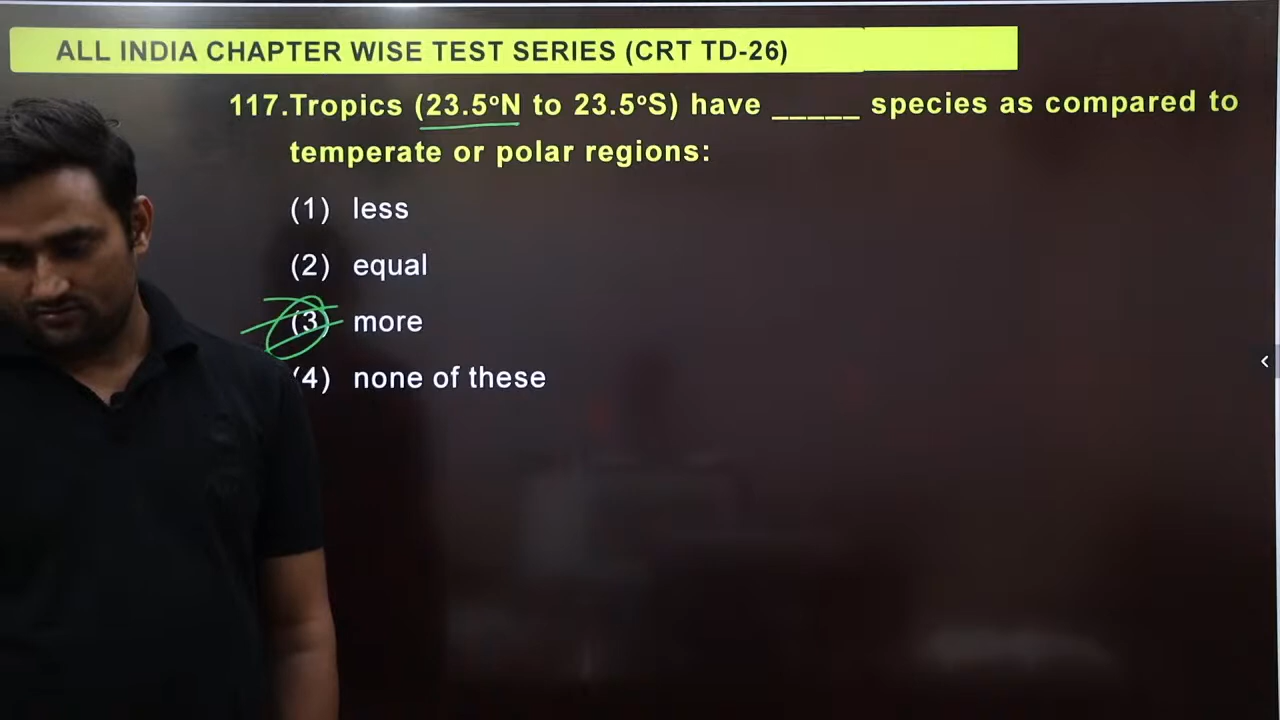 ALL INDIA CHAPTER WISE TEST SERIES (CRT TD-26)
117.Tropics (23.5°N to 23.5°S) have _____ species as compared to
temperate or polar regions:
(1) less
(2) equal
(3) more
(4) none of these